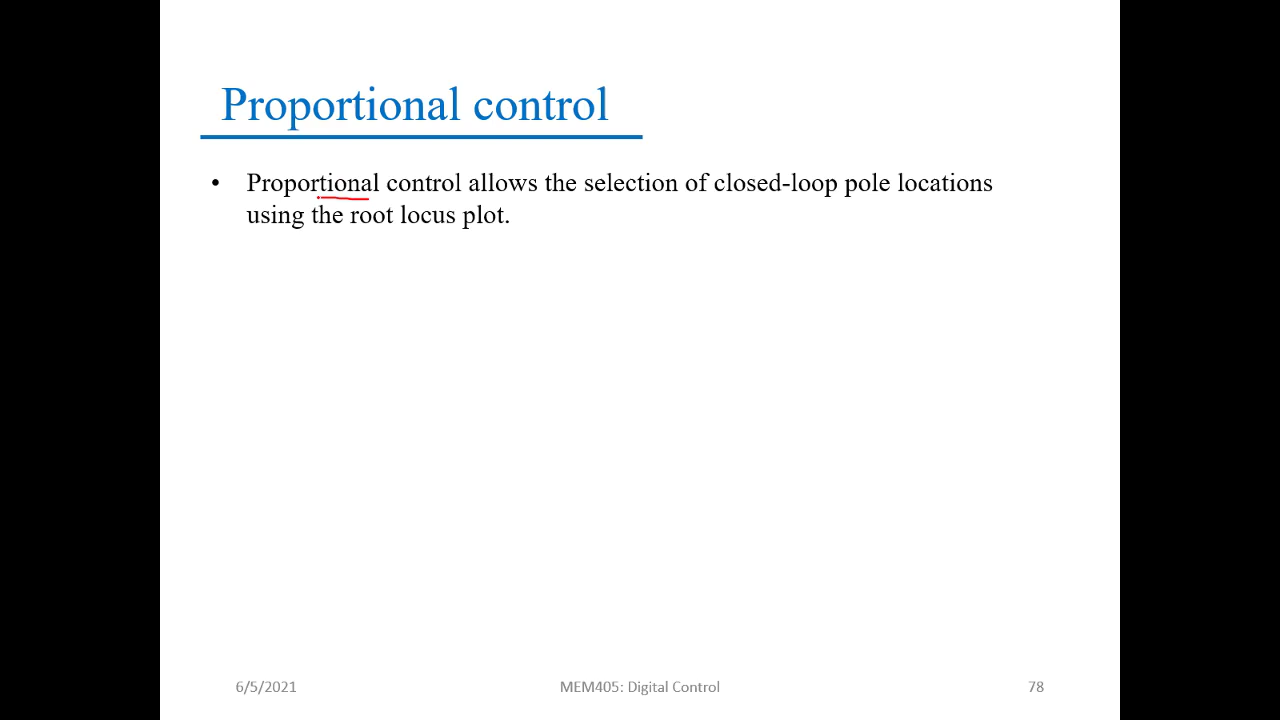 Proportional control
• Proportional control allows the selection of closed-loop pole locations
using the root locus plot.
6/5/2021
MEM405: Digital Control
78